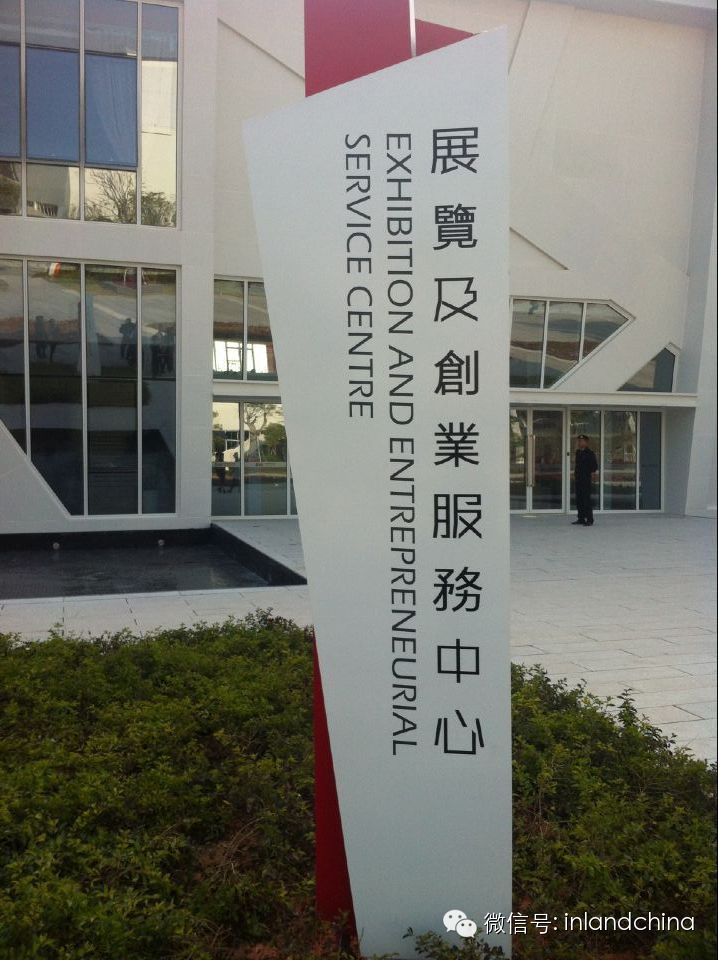 展覽及創業服務中心
EXHIBITION AND ENTREPRENEURIAL
SERVICE CENTRE
微信号: inlandchina